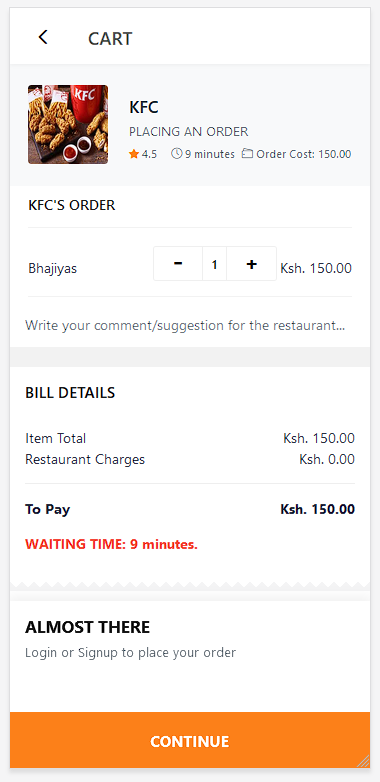 CART
KFC
KFC
PLACING AN ORDER
4.5 9 minutes Order Cost: 150.00
KFC'S ORDER
Bhajiyas - 1 + Ksh. 150.00
Write your comment/suggestion for the restaurant...
BILL DETAILS
Item Total Ksh. 150.00
Restaurant Charges Ksh. 0.00
To Pay Ksh. 150.00
WAITING TIME: 9 minutes.
ALMOST THERE
Login or Signup to place your order
CONTINUE